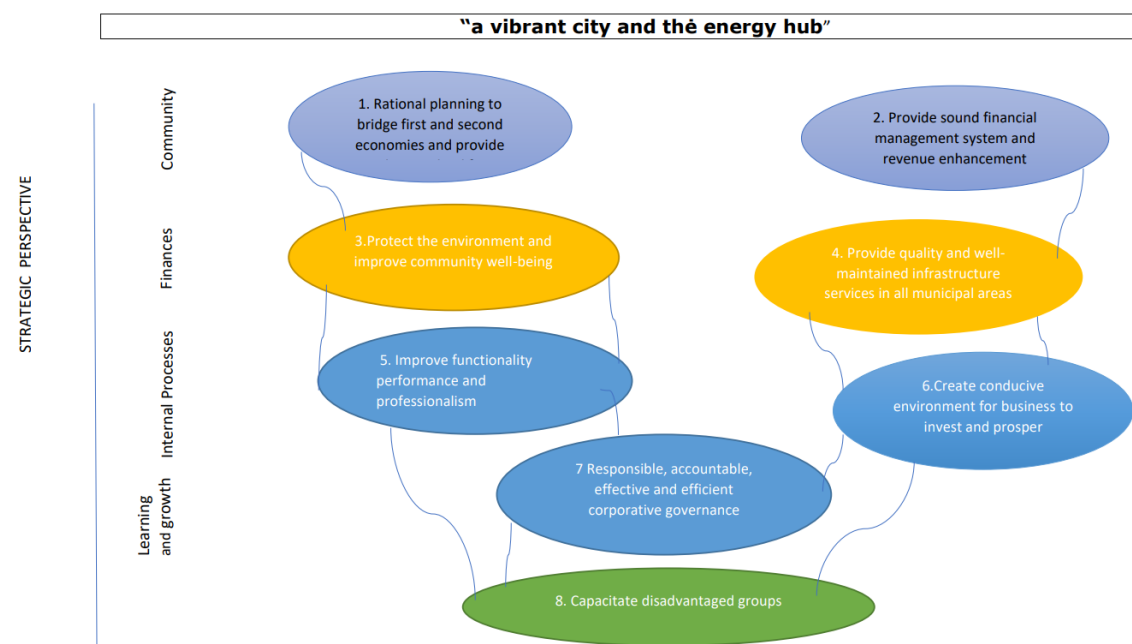 “a vibrant city and thė energy hub”
STRATEGIC PERSPECTIVE
Community
1. Rational planning to
bridge first and second
economies and provide
2. Provide sound financial
management system and
revenue enhancement
Finances
3.Protect the environment and
improve community well-being
4. Provide quality and well-
maintained infrastructure
services in all municipal areas
Internal Processes
5. Improve functionality
performance and
professionalism
6.Create conducive
environment for business to
invest and prosper
Learning
and growth
7 Responsible, accountable,
effective and efficient
corporative governance
8. Capacitate disadvantaged groups